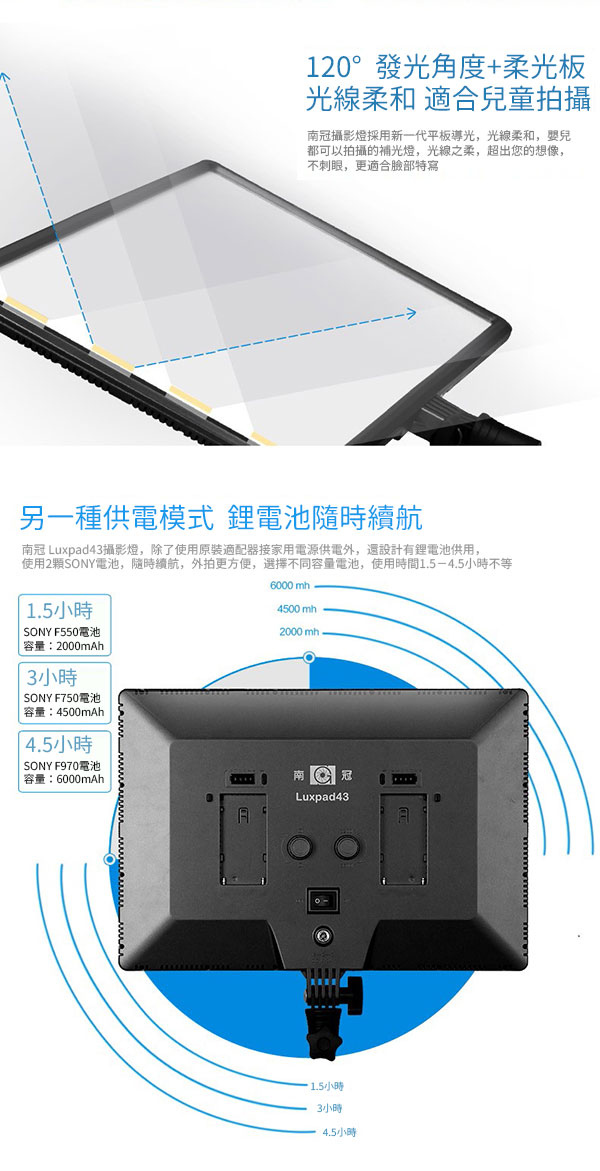 120°發光角度+柔光板
光線柔和 適合兒童拍攝
南冠攝影燈採用新一代平板導光，光線柔和，嬰兒
都可以拍攝的補光燈，光線之柔，超出您的想像，
不刺眼，更適合臉部特寫
另一種供電模式 鋰電池隨時續航
南冠 Luxpad43攝影燈，除了使用原裝適配器接家用電源供電外，還設計有鋰電池供用，
使用2顆SONY電池，隨時續航，外拍更方便，選擇不同容量電池，使用時間1.5－4.5小時不等
6000 mh
4500 mh
2000 mh
1.5小時
SONY F550電池
容量：2000mAh
3小時
SONY F750電池
容量：4500mAh
4.5小時
SONY F970電池
容量：6000mAh
南 冠
Luxpad43
1.5小時
3小時
4.5小時